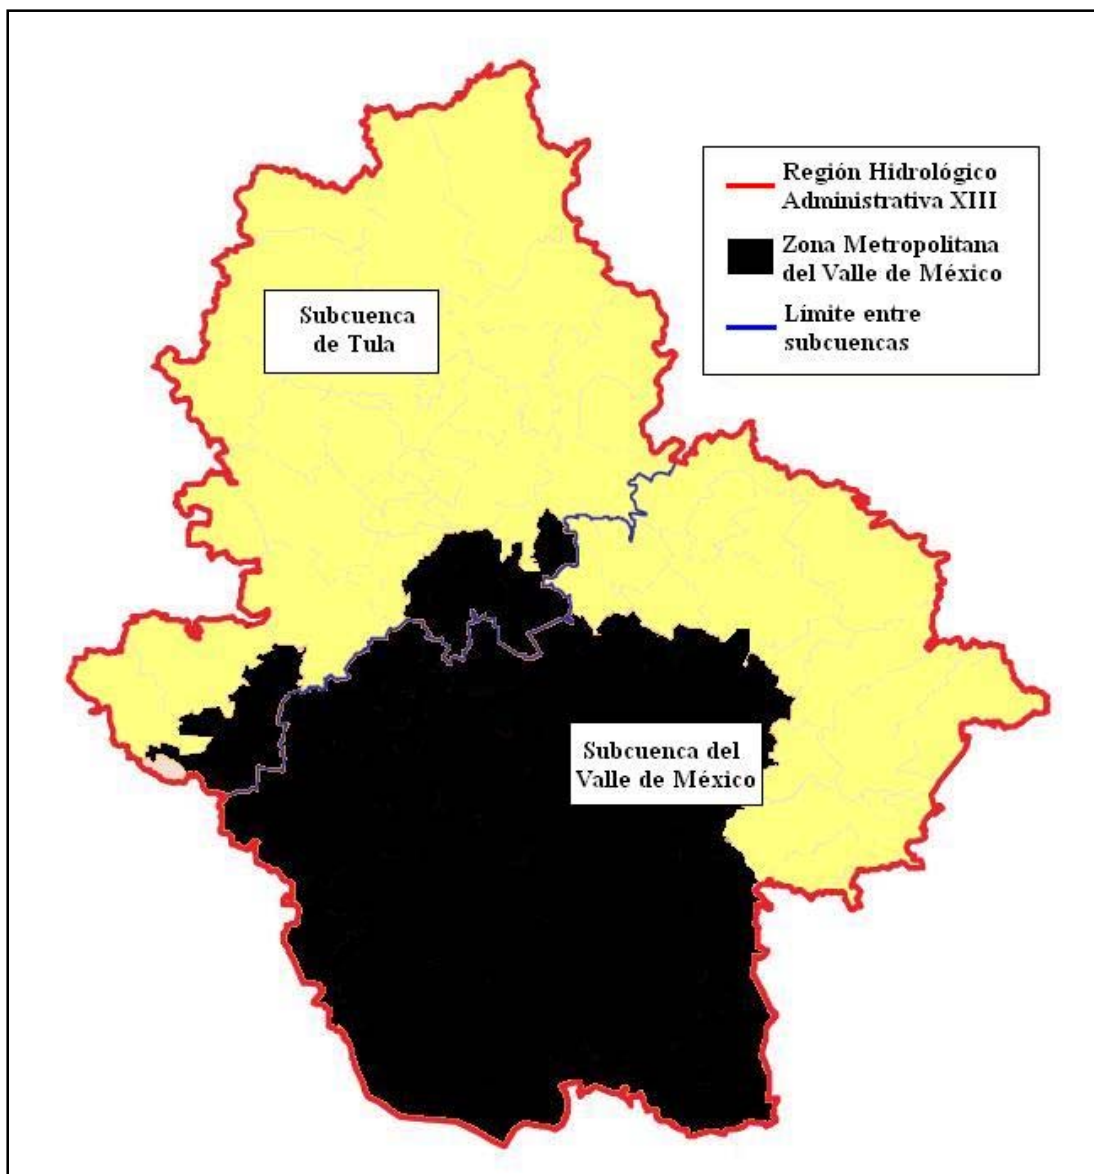 Región Hidrológico
Administrativa XIII
Zona Metropolitana
del Valle de México
Límite entre
subcuencas
Subcuenca
de Tula
Subcuenca del
Valle de México